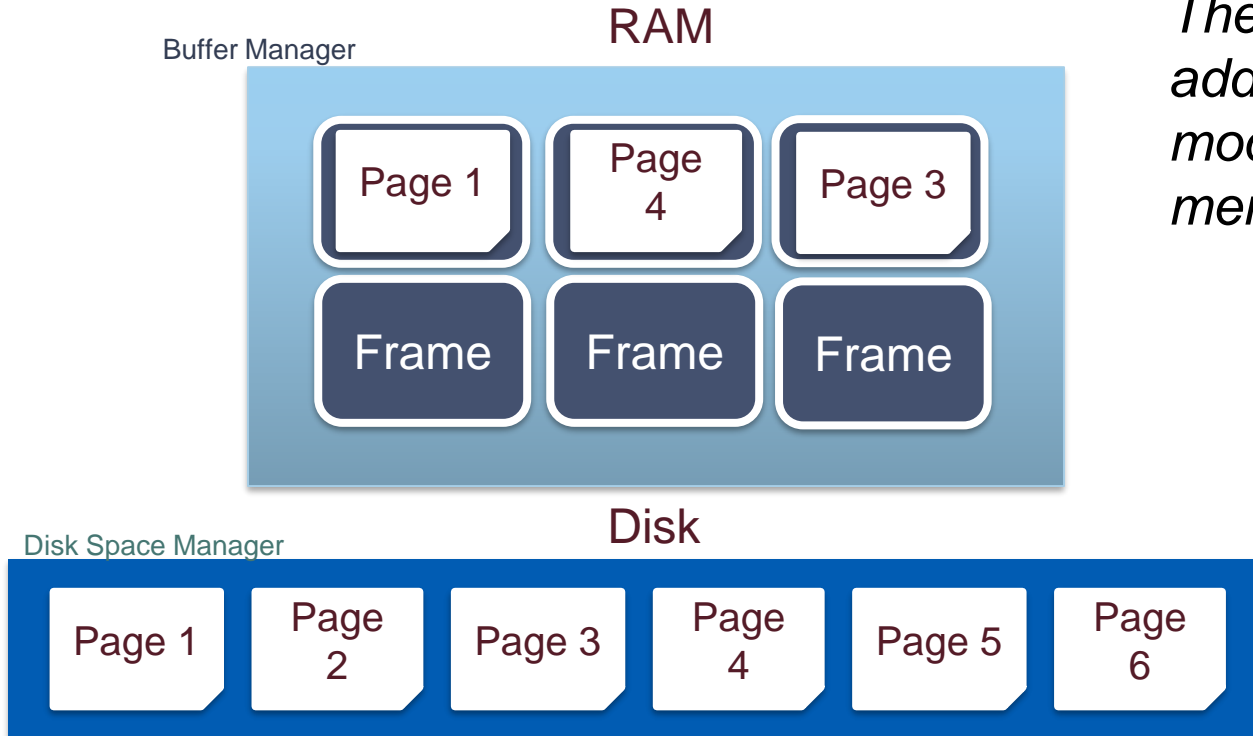 RAM
Buffer Manager
Page 1
Page
4
Page 3
Frame
Frame
Frame
Disk
Disk Space Manager
Page 1
Page
2
Page 3
Page
4
Page 5
Page
6